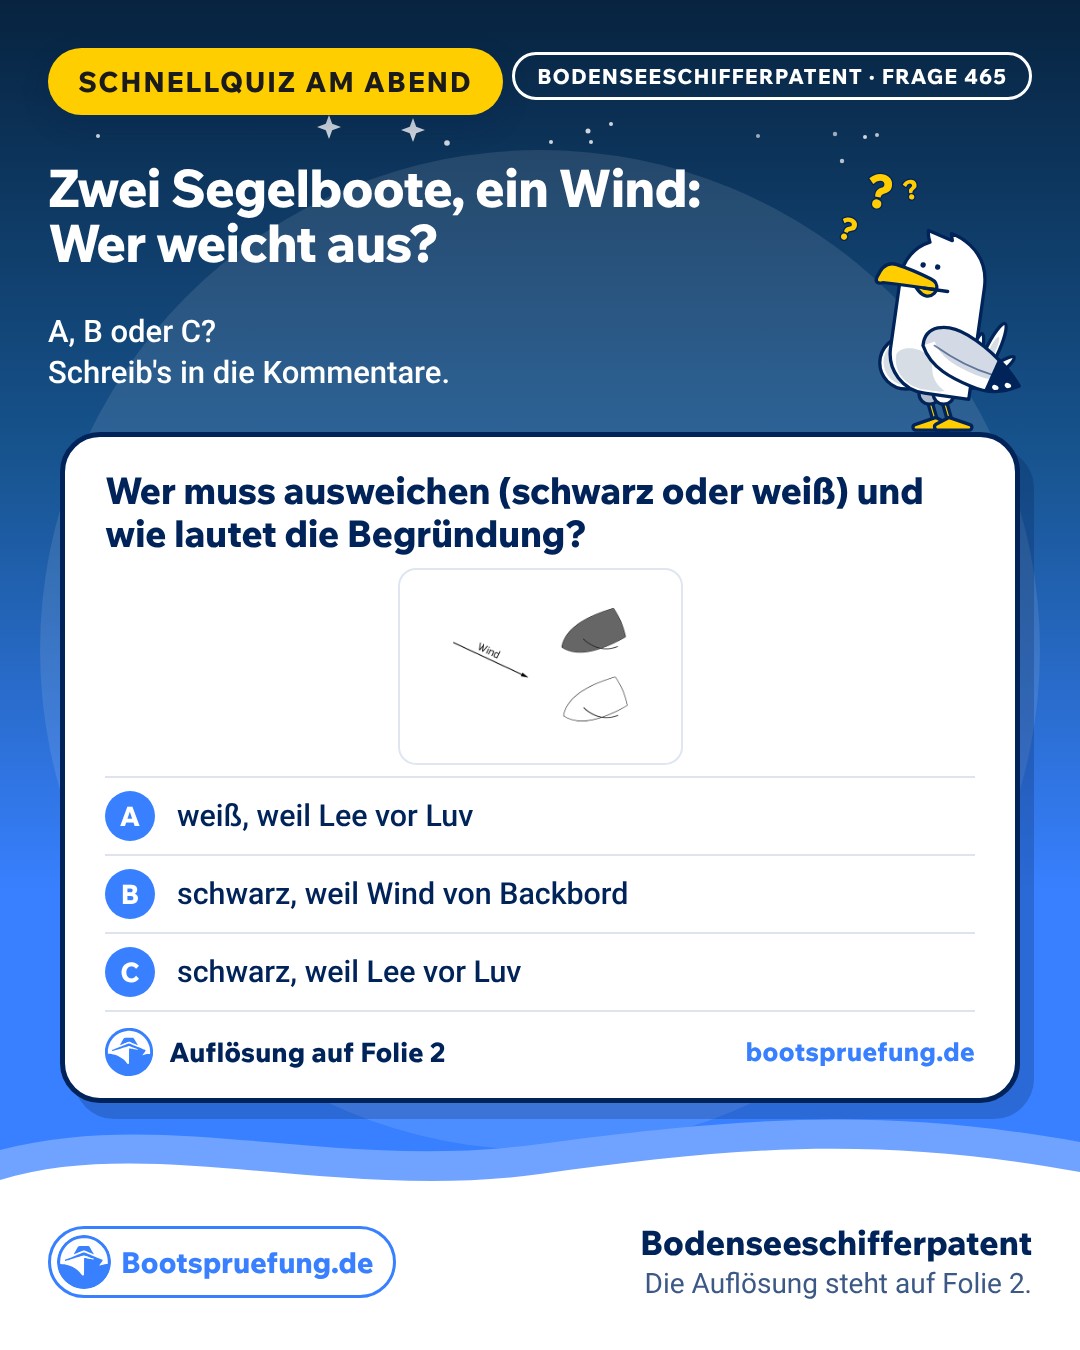 SCHNELLQUIZ AM ABEND
BODENSEESCHIFFERPATENT · FRAGE 465
Zwei Segelboote, ein Wind:
Wer weicht aus?
? ? ?
A, B oder C?
Schreib's in die Kommentare.
Wer muss ausweichen (schwarz oder weiß) und
wie lautet die Begründung?
Wind
A weiß, weil Lee vor Luv
B schwarz, weil Wind von Backbord
C schwarz, weil Lee vor Luv
Auflösung auf Folie 2
bootspruefung.de
Bootspruefung.de
Bodenseeschifferpatent
Die Auflösung steht auf Folie 2.